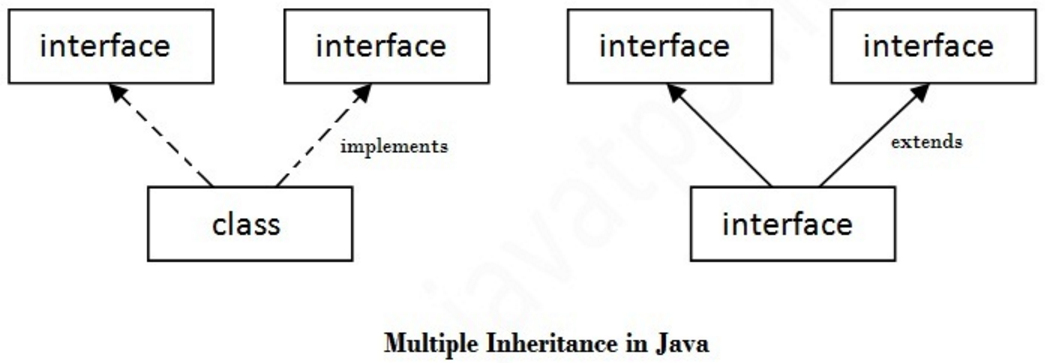 interface interface interface interface
implements extends
class interface
Multiple Inheritance in Java